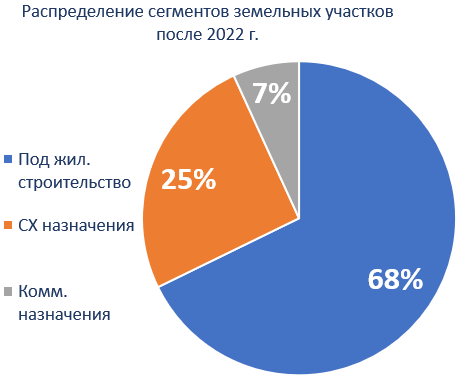 Распределение сегментов земельных участков
после 2022 г.
7%
Под жил.
строительство
25%
СХ назначения
68%
Комм.
назначения